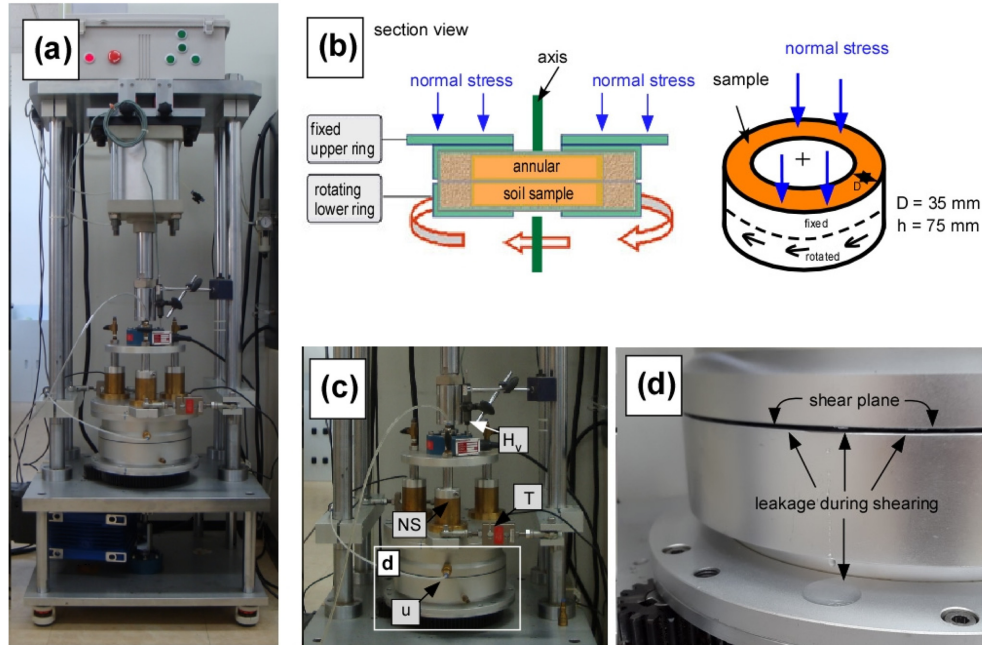 (a)
(b)
section view
axis
normal stress
normal stress
fixed
upper ring
rotating
lower ring
annular
soil sample
sample
normal stress
+
D
fixed
rotated
D = 35 mm
h = 75 mm
(c)
Hv
T
NS
d
u
(d)
shear plane
leakage during shearing